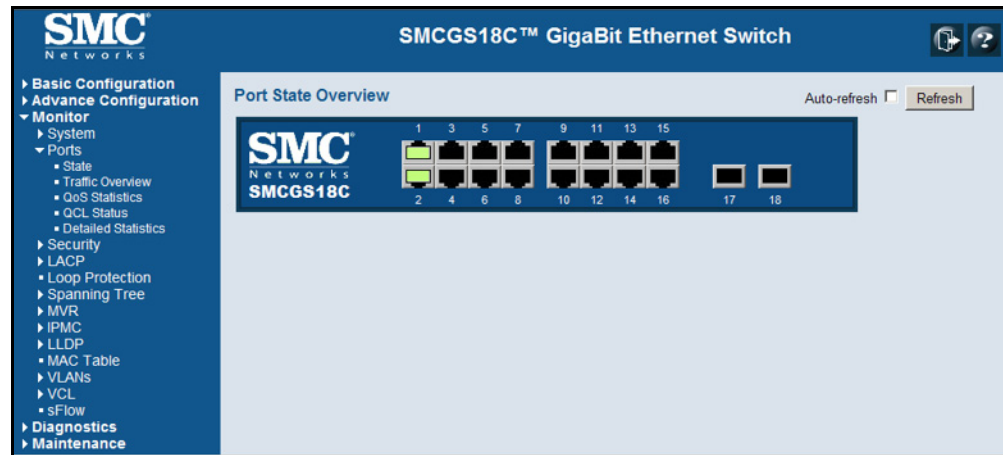 SMC®
Networks
SMCGS18C™ GigaBit Ethernet Switch
?
Basic Configuration
Advance Configuration
Monitor
System
Ports
State
Traffic Overview
QoS Statistics
QCL Status
Detailed Statistics
Security
LACP
Loop Protection
Spanning Tree
MVR
IPMC
LLDP
MAC Table
VLANs
VCL
sFlow
Diagnostics
Maintenance
Port State Overview
Auto-refresh
Refresh
SMC®
Networks
SMCGS18C
1 3 5 7 9 11 13 15
2 4 6 8 10 12 14 16 17 18